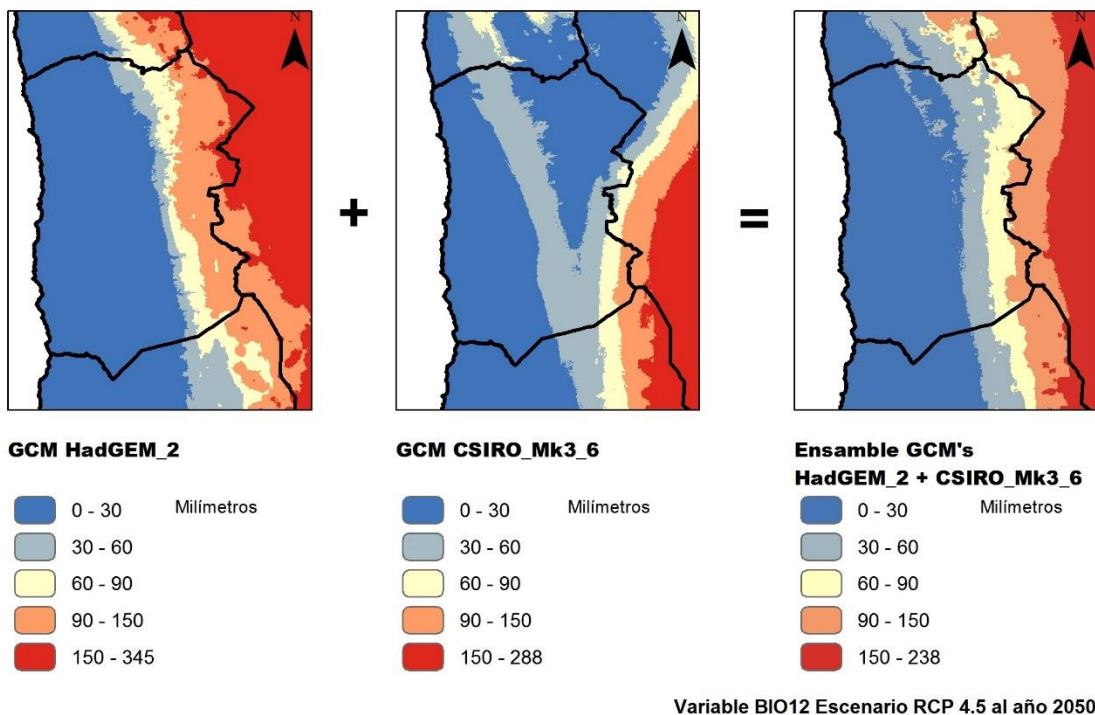 N
N
N
+
=
GCM HadGEM_2
0 - 30
Milímetros
30 - 60
60 - 90
90 - 150
150 - 345
GCM CSIRO_Mk3_6
0 - 30
Milímetros
30 - 60
60 - 90
90 - 150
150 - 288
Ensamble GCM's
HadGEM_2 + CSIRO_Mk3_6
0 - 30
Milímetros
30 - 60
60 - 90
90 - 150
150 - 238
Variable BIO12 Escenario RCP 4.5 al año 2050